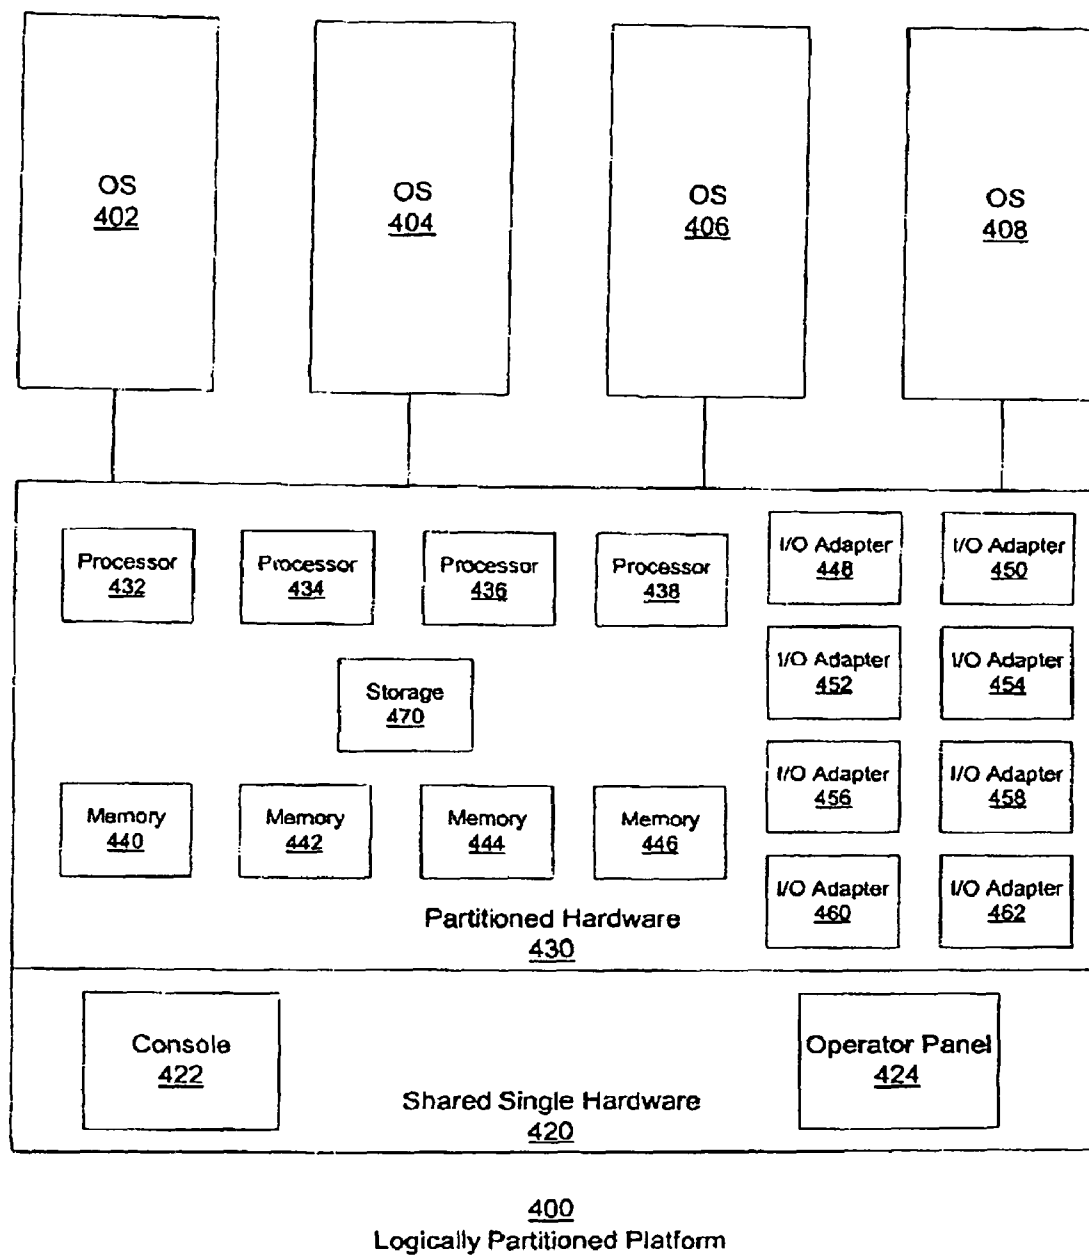 OS
402
OS
404
OS
406
OS
408
Processor
432
Processor
434
Processor
436
Processor
438
I/O Adapter
448
I/O Adapter
450
I/O Adapter
452
I/O Adapter
454
Storage
470
I/O Adapter
456
I/O Adapter
458
Memory
440
Memory
442
Memory
444
Memory
446
I/O Adapter
460
I/O Adapter
462
Partitioned Hardware
430
Console
422
Operator Panel
424
Shared Single Hardware
420
400
Logically Partitioned Platform